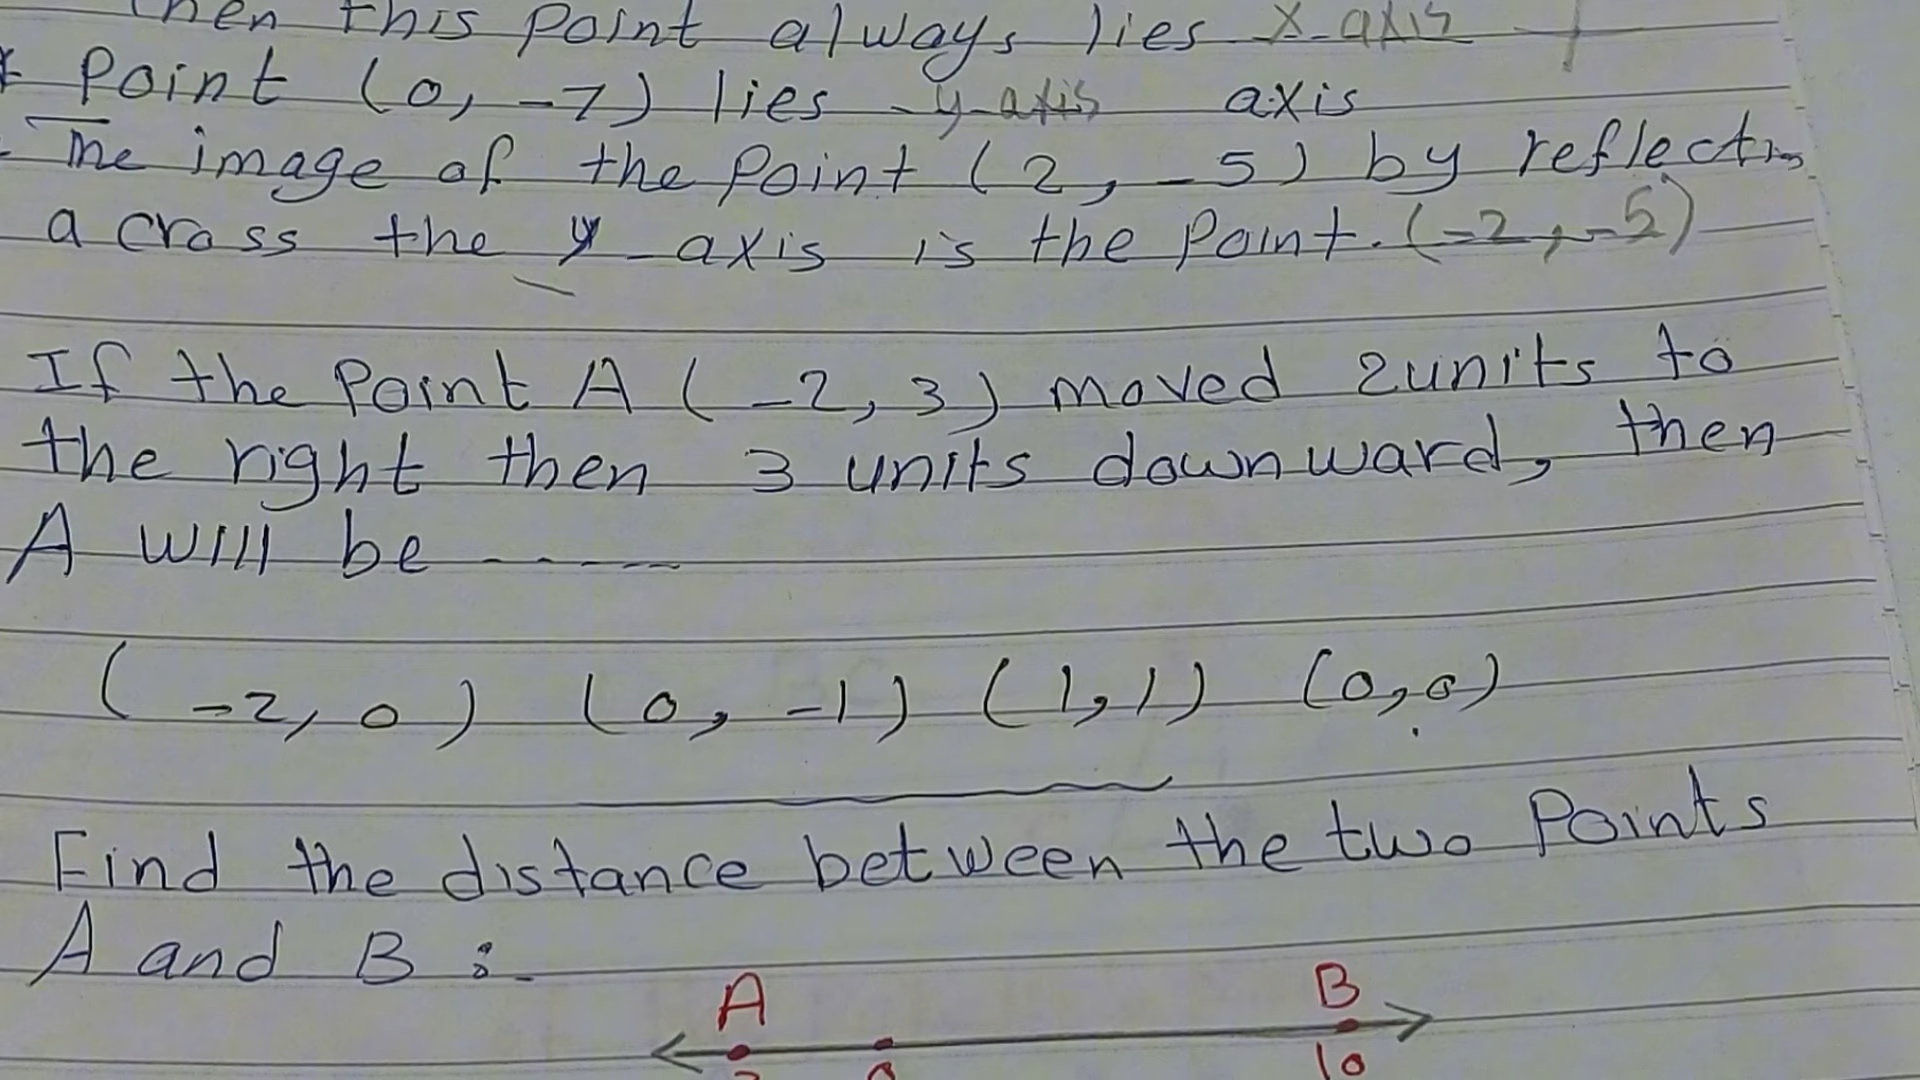 then this point always lies x-axis
Point (0, -7) lies y-axis axis
The image of the point (2, -5) by reflection
across the y-axis is the point. (-2, -5)
If the Point A (-2, 3) moved 2units to
the right then 3 units downward, then
A will be -----
(-2, 0) (0, -1) (1,1) (0,0)
Find the distance between the two Points
A and B :-
A B
0 10